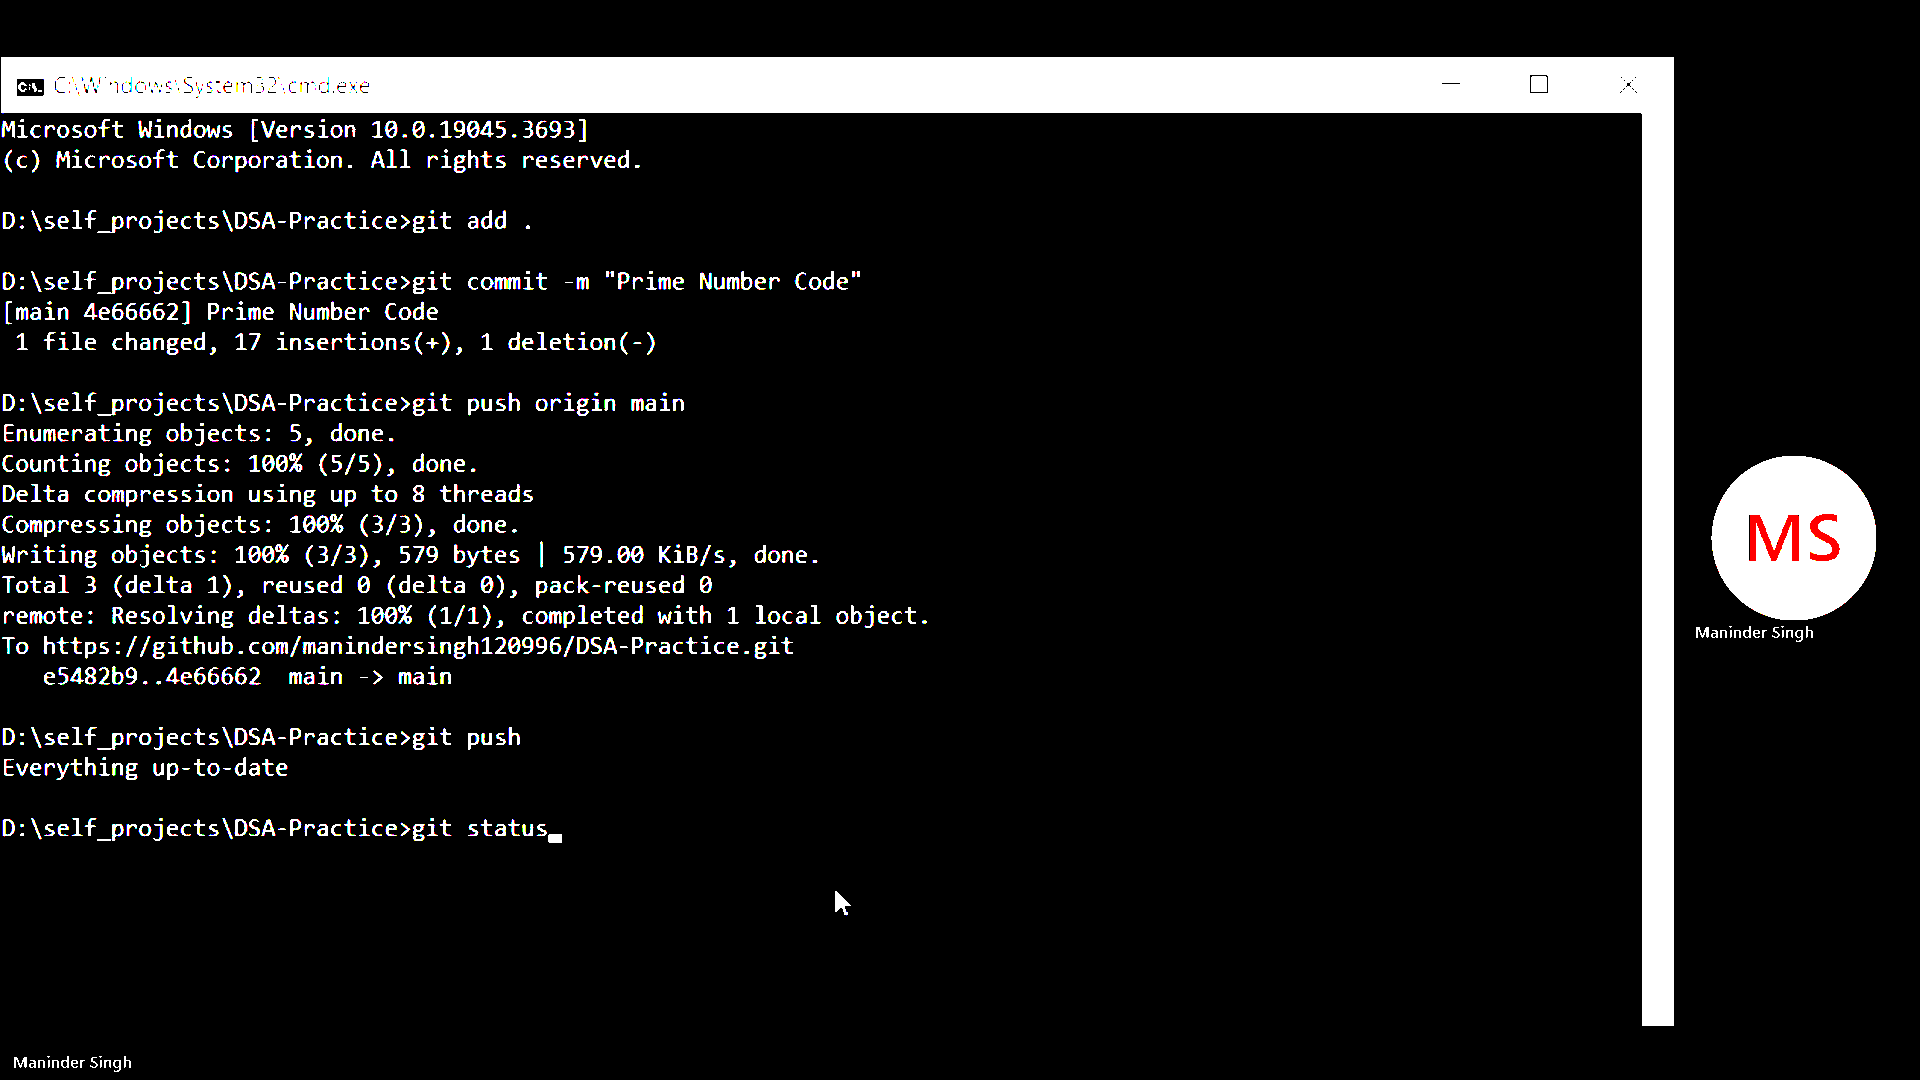 C:\Windows\System32\cmd.exe
Microsoft Windows [Version 10.0.19045.3693]
(c) Microsoft Corporation. All rights reserved.
D:\self_projects\DSA-Practice>git add .
D:\self_projects\DSA-Practice>git commit -m "Prime Number Code"
[main 4e66662] Prime Number Code
 1 file changed, 17 insertions(+), 1 deletion(-)
D:\self_projects\DSA-Practice>git push origin main
Enumerating objects: 5, done.
Counting objects: 100% (5/5), done.
Delta compression using up to 8 threads
Compressing objects: 100% (3/3), done.
Writing objects: 100% (3/3), 579 bytes | 579.00 KiB/s, done.
Total 3 (delta 1), reused 0 (delta 0), pack-reused 0
remote: Resolving deltas: 100% (1/1), completed with 1 local object.
To https://github.com/manindersingh120996/DSA-Practice.git
   e5482b9..4e66662  main -> main
D:\self_projects\DSA-Practice>git push
Everything up-to-date
D:\self_projects\DSA-Practice>git status
MS
Maninder Singh
Maninder Singh